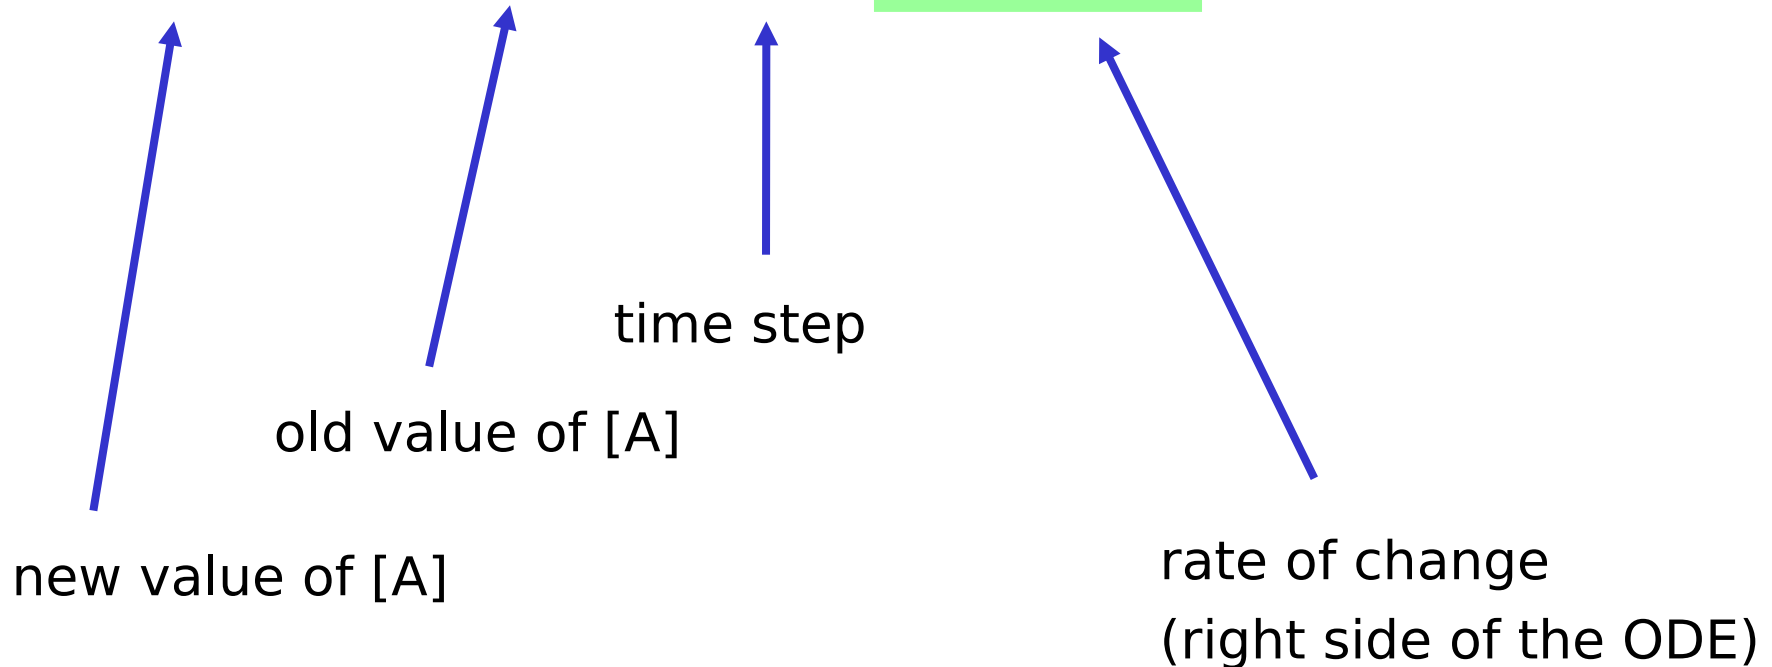 time step
old value of [A]
new value of [A]
rate of change
(right side of the ODE)